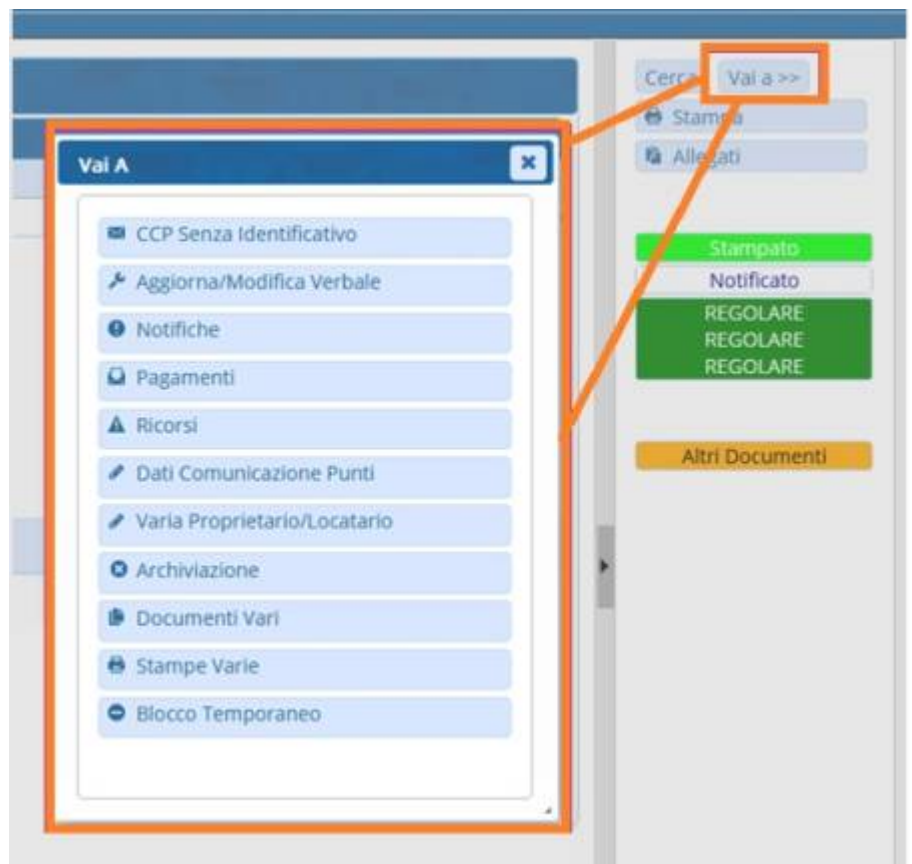 Cerca
Vai a >>
Stampa
Allegati
Vai A
CCP Senza Identificativo
Aggiorna/Modifica Verbale
Notifiche
Pagamenti
Ricorsi
Dati Comunicazione Punti
Varia Proprietario/Locatario
Archiviazione
Documenti Vari
Stampe Varie
Blocco Temporaneo
Stampato
Notificato
REGOLARE
REGOLARE
REGOLARE
Altri Documenti